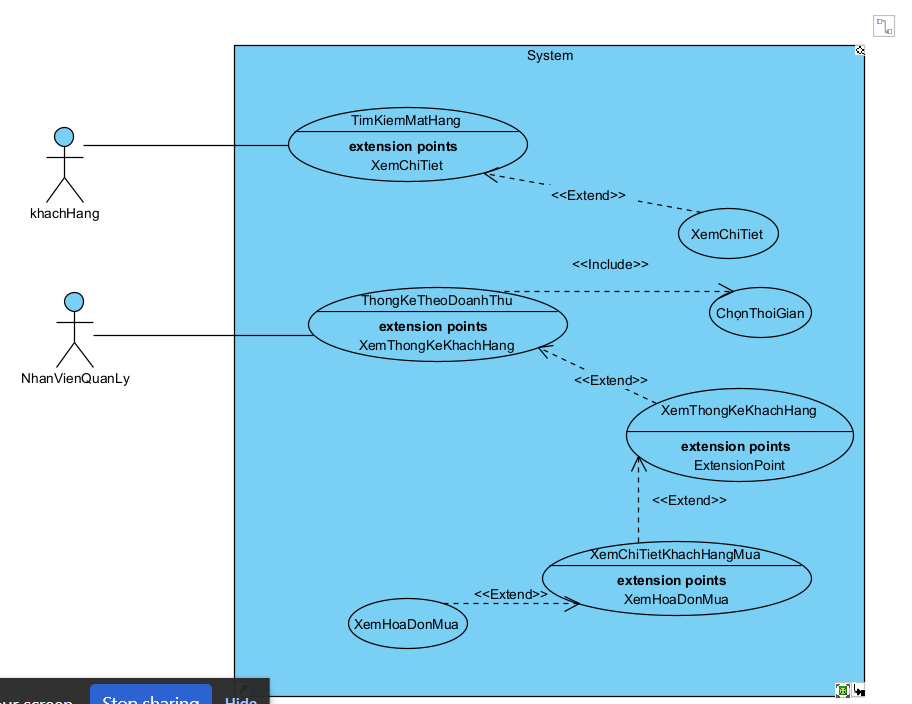 System
TimKiemMatHang
extension points
XemChiTiet
khachHang
<<Extend>>
XemChiTiet
<<Include>>
ThongKeTheoDoanhThu
extension points
XemThongKeKhachHang
ChọnThoiGian
NhanVienQuanLy
<<Extend>>
XemThongKeKhachHang
extension points
ExtensionPoint
<<Extend>>
XemChiTietKhachHangMua
extension points
XemHoaDonMua
<<Extend>>
XemHoaDonMua
screen
Stop sharing
Hide